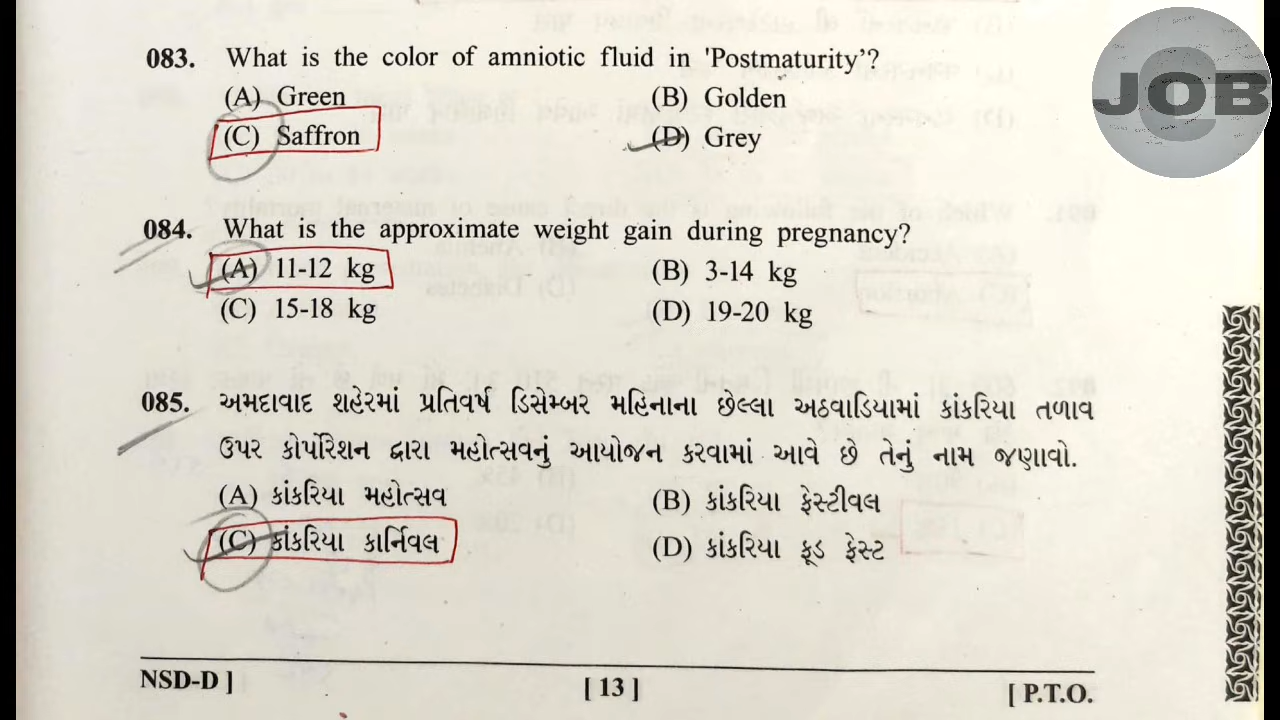 JOB
083. What is the color of amniotic fluid in 'Postmaturity'?
(A) Green (B) Golden
(C) Saffron (D) Grey
084. What is the approximate weight gain during pregnancy?
(A) 11-12 kg (B) 3-14 kg
(C) 15-18 kg (D) 19-20 kg
085. અમદાવાદ શહેરમાં પ્રતિવર્ષ ડિસેમ્બર મહિનાના છેલ્લા અઠવાડિયામાં કાંકરિયા તળાવ
ઉપર કોર્પોરેશન દ્વારા મહોત્સવનું આયોજન કરવામાં આવે છે તેનું નામ જણાવો.
(A) કાંકરિયા મહોત્સવ (B) કાંકરિયા ફેસ્ટીવલ
(C) કાંકરિયા કાર્નિવલ (D) કાંકરિયા ફૂડ ફેસ્ટ
NSD-D ] [ 13 ] [ P.T.O.